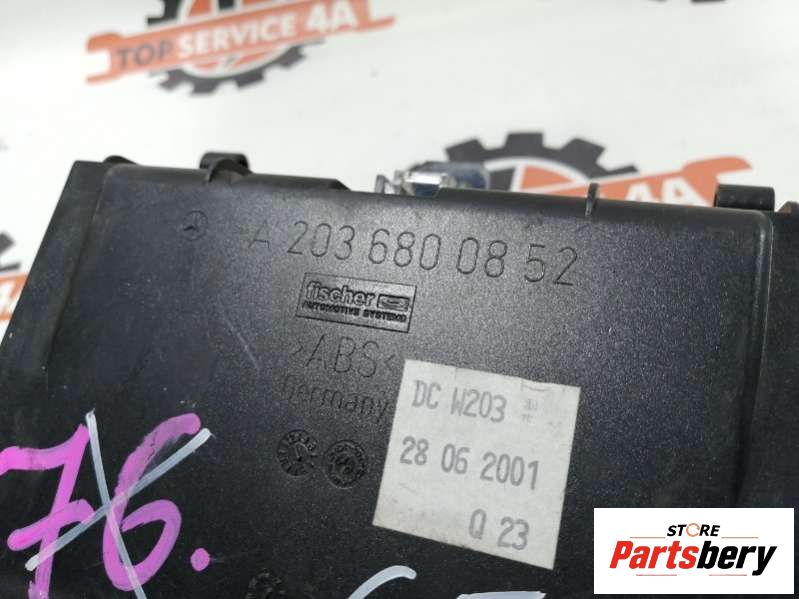 TOP SERVICE 4A
A 203 680 08 52
fischer
AUTOMOTIVE SYSTEMS
>ABS<
Germany
DC W203
28 06 2001
Q 23
76.
4A
STORE
Partsbery